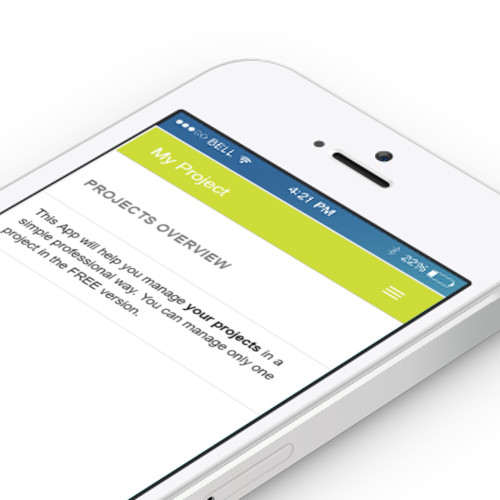 BELL 4:21 PM 22%
My Project
PROJECTS OVERVIEW
This App will help you manage your projects in a
simple professional way. You can manage only one
project in the FREE version.